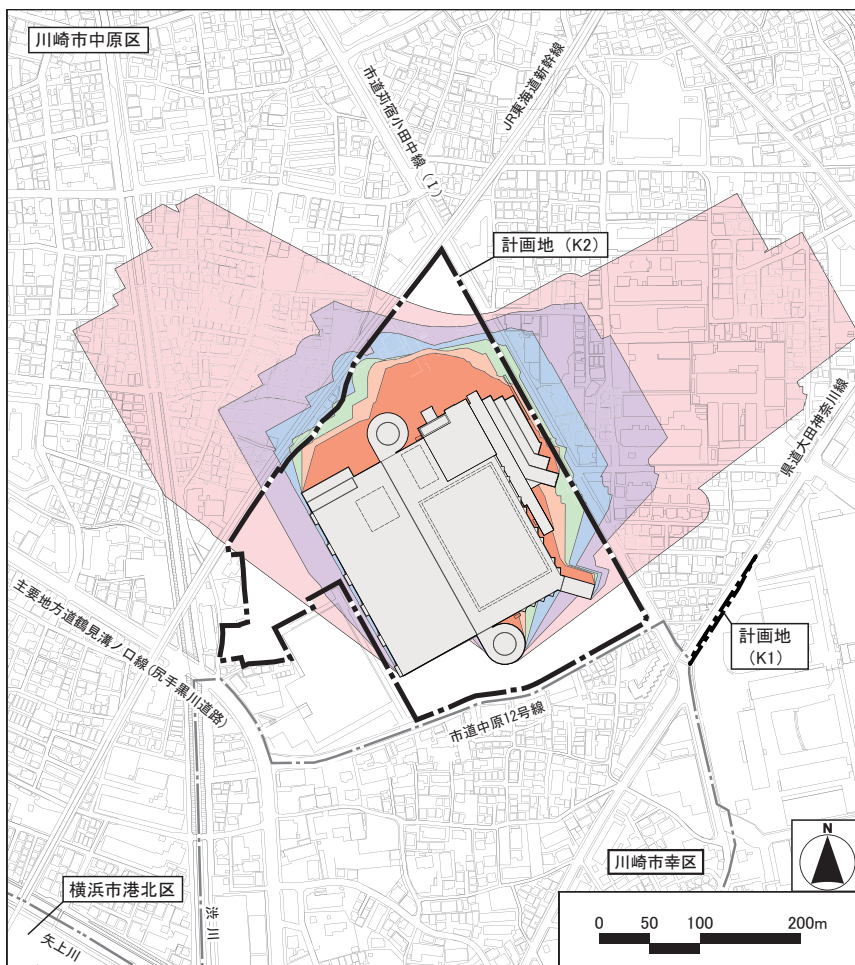 川崎市中原区
市道苅宿小田中線（Ⅰ）
JR東海道新幹線
計画地（K2）
県道大田神奈川線
主要地方道鶴見溝ノ口線(尻手黒川道路)
計画地
（K1）
市道中原12号線
川崎市幸区
横浜市港北区
渋川
矢上川
N
0 50 100 200m